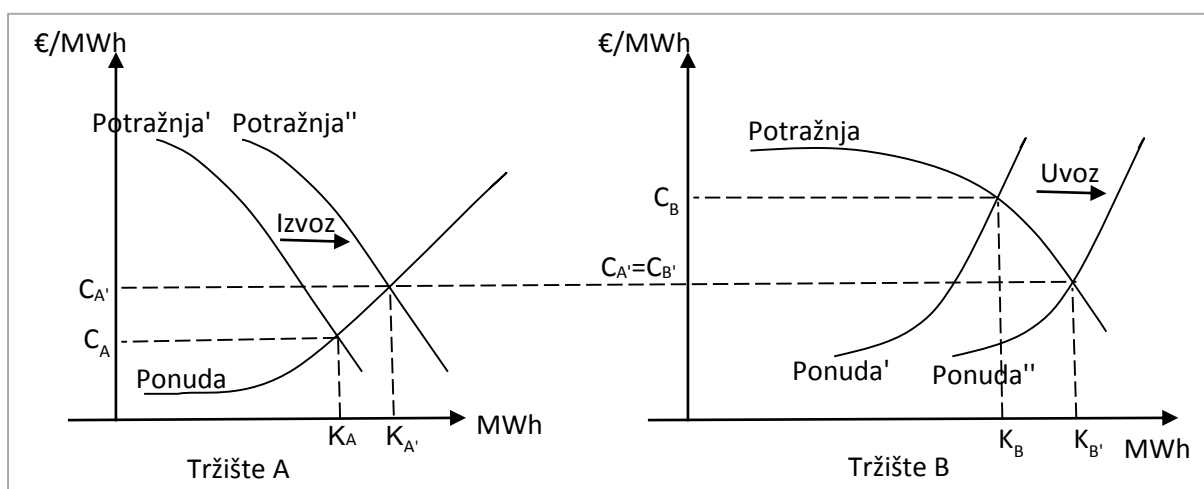 €/MWh
Potražnja'
Potražnja''
Izvoz
C_A'
C_A
Ponuda
K_A
K_A'
MWh
Tržište A
€/MWh
Potražnja
Uvoz
C_B
C_A'=C_B'
Ponuda'
Ponuda''
K_B
K_B'
MWh
Tržište B